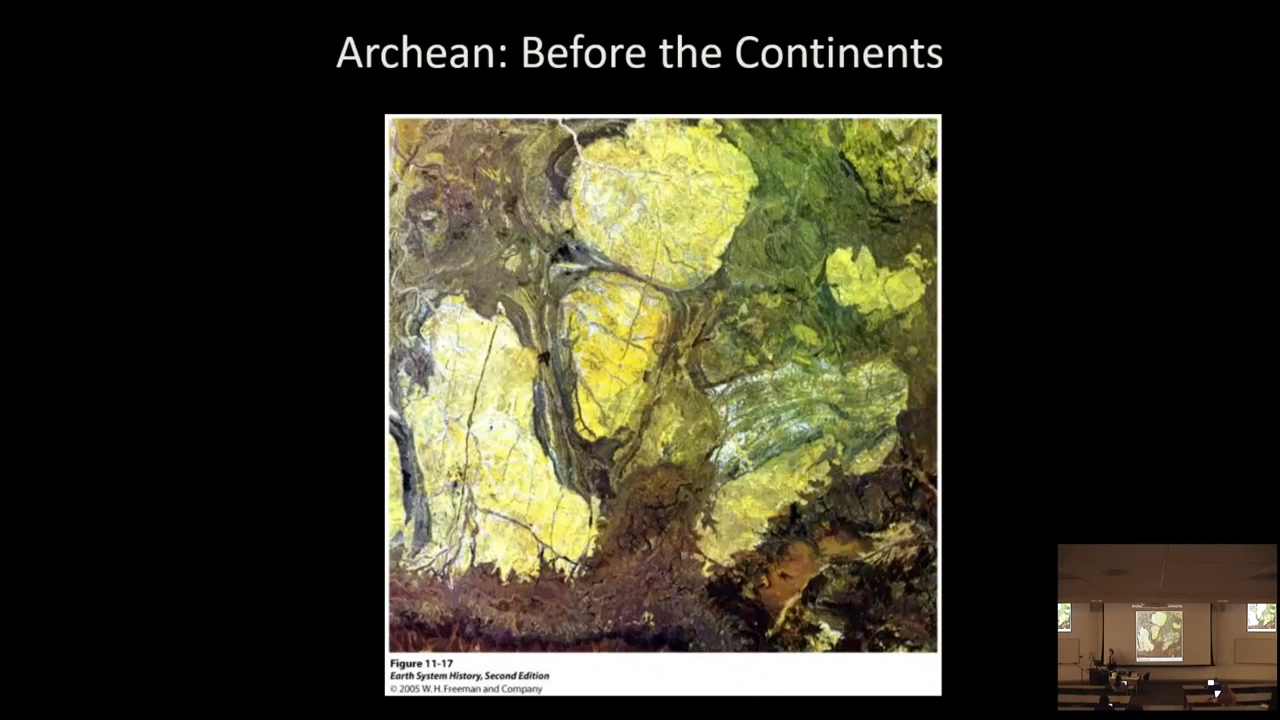 Archean: Before the Continents
Figure 11-17
Earth System History, Second Edition
© 2005 W. H. Freeman and Company